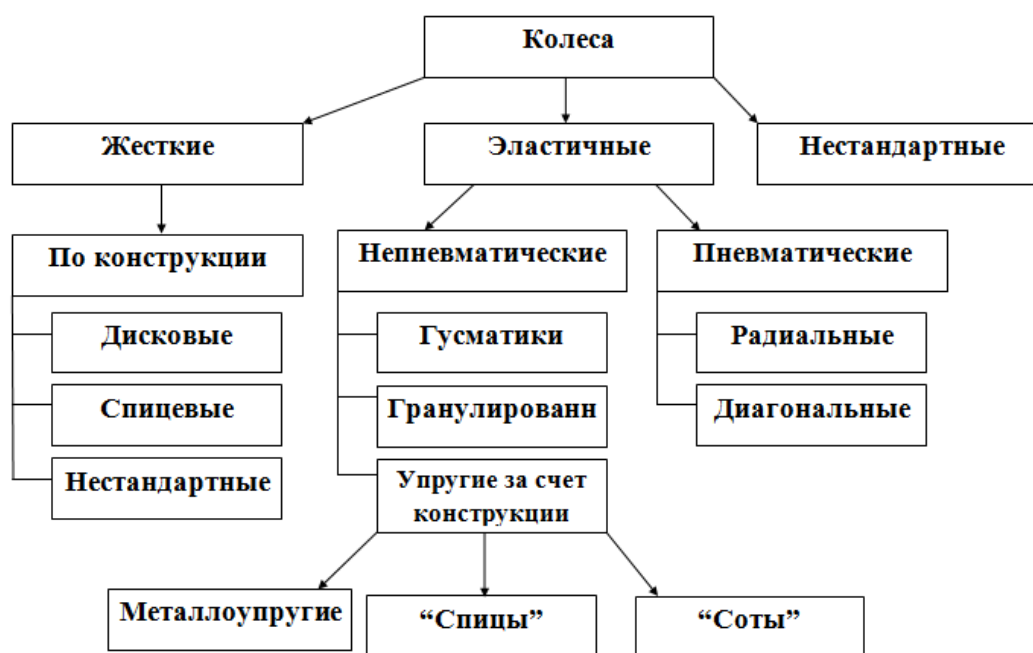 Колеса
Жесткие
Эластичные
Нестандартные
По конструкции
Непневматические
Пневматические
Дисковые
Гусматики
Радиальные
Спицевые
Гранулированн
Диагональные
Нестандартные
Упругие за счет
конструкции
Металлоупругие
“Спицы”
“Соты”